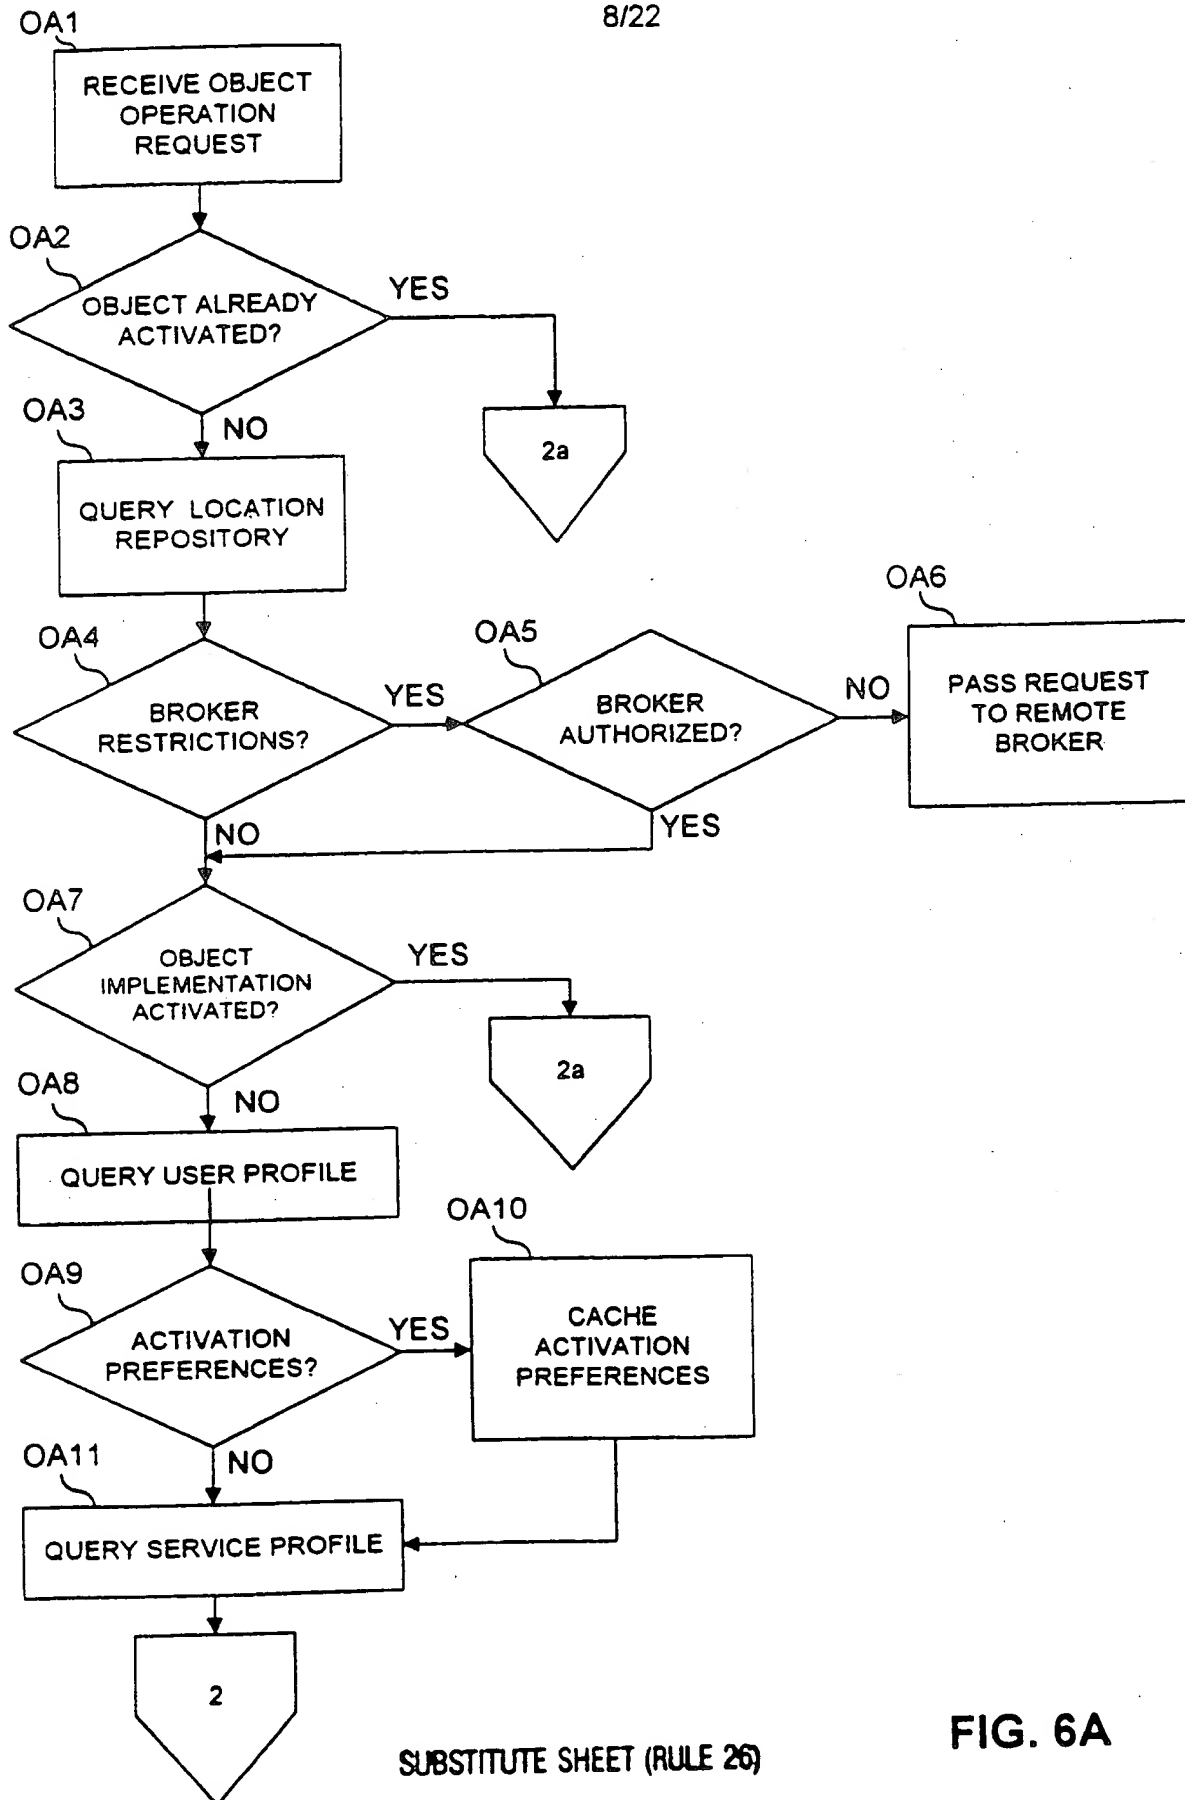 8/22
OA1
RECEIVE OBJECT
OPERATION
REQUEST
OA2
OBJECT ALREADY
ACTIVATED?
YES
2a
NO
OA3
QUERY LOCATION
REPOSITORY
OA4
BROKER
RESTRICTIONS?
YES
OA5
BROKER
AUTHORIZED?
NO
OA6
PASS REQUEST
TO REMOTE
BROKER
NO
YES
OA7
OBJECT
IMPLEMENTATION
ACTIVATED?
YES
2a
NO
OA8
QUERY USER PROFILE
OA9
ACTIVATION
PREFERENCES?
YES
OA10
CACHE
ACTIVATION
PREFERENCES
NO
OA11
QUERY SERVICE PROFILE
2
SUBSTITUTE SHEET (RULE 26)
FIG. 6A